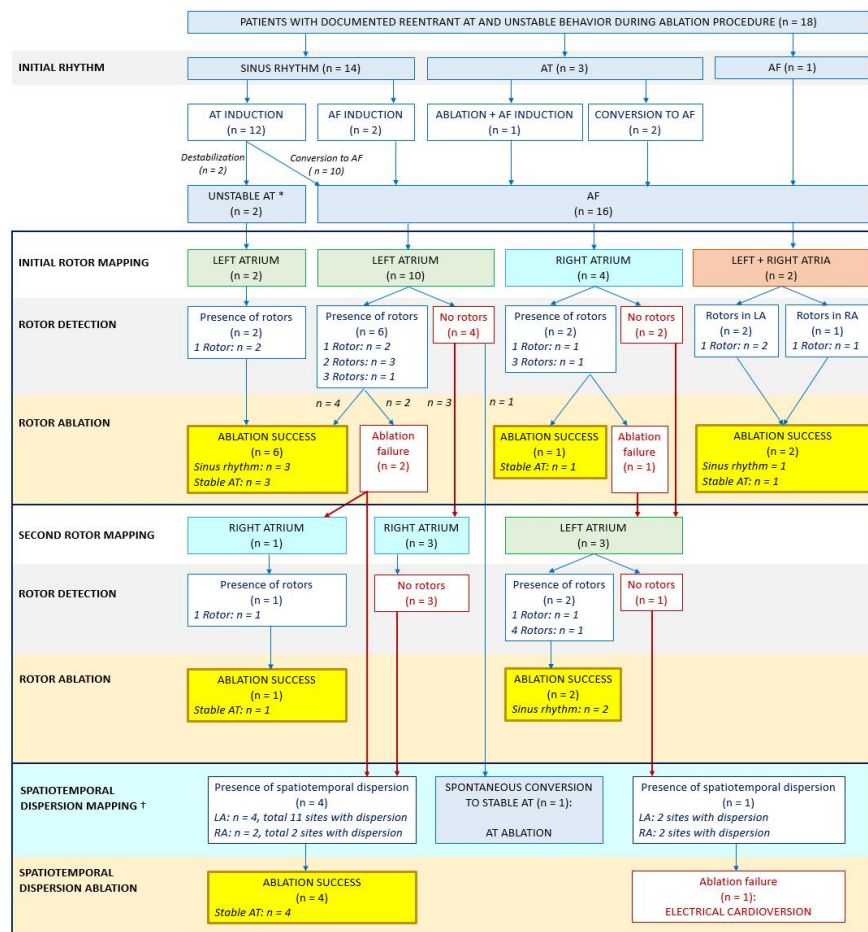 PATIENTS WITH DOCUMENTED REENTRANT AT AND UNSTABLE BEHAVIOR DURING ABLATION PROCEDURE (n = 18)
INITIAL RHYTHM
SINUS RHYTHM (n = 14)
AT (n = 3)
AF (n = 1)
AT INDUCTION
(n = 12)
AF INDUCTION
(n = 2)
ABLATION + AF INDUCTION
(n = 1)
CONVERSION TO AF
(n = 2)
Destabilization
(n = 2)
Conversion to AF
( n = 10)
UNSTABLE AT *
(n = 2)
AF
(n = 16)
INITIAL ROTOR MAPPING
LEFT ATRIUM
(n = 2)
LEFT ATRIUM
(n = 10)
RIGHT ATRIUM
(n = 4)
LEFT + RIGHT ATRIA
(n = 2)
ROTOR DETECTION
Presence of rotors
(n = 2)
1 Rotor: n = 2
Presence of rotors
(n = 6)
1 Rotor: n = 2
2 Rotors: n = 3
3 Rotors: n = 1
No rotors
(n = 4)
Presence of rotors
(n = 2)
1 Rotor: n = 1
3 Rotors: n = 1
No rotors
(n = 2)
Rotors in LA
(n = 2)
1 Rotor: n = 2
Rotors in RA
(n = 1)
1 Rotor: n = 1
ROTOR ABLATION
n = 4
n = 2
n = 3
n = 1
ABLATION SUCCESS
(n = 6)
Sinus rhythm: n = 3
Stable AT: n = 3
Ablation
failure
(n = 2)
ABLATION SUCCESS
(n = 1)
Stable AT: n = 1
Ablation
failure
(n = 1)
ABLATION SUCCESS
(n = 2)
Sinus rhythm = 1
Stable AT: n = 1
SECOND ROTOR MAPPING
RIGHT ATRIUM
(n = 1)
RIGHT ATRIUM
(n = 3)
LEFT ATRIUM
(n = 3)
ROTOR DETECTION
Presence of rotors
(n = 1)
1 Rotor: n = 1
No rotors
(n = 3)
Presence of rotors
(n = 2)
1 Rotor: n = 1
4 Rotors: n = 1
No rotors
(n = 1)
ROTOR ABLATION
ABLATION SUCCESS
(n = 1)
Stable AT: n = 1
ABLATION SUCCESS
(n = 2)
Sinus rhythm: n = 2
SPATIOTEMPORAL
DISPERSION MAPPING †
Presence of spatiotemporal dispersion
(n = 4)
LA: n = 4, total 11 sites with dispersion
RA: n = 2, total 2 sites with dispersion
SPONTANEOUS CONVERSION
TO STABLE AT (n = 1):
AT ABLATION
Presence of spatiotemporal dispersion
(n = 1)
LA: 2 sites with dispersion
RA: 2 sites with dispersion
SPATIOTEMPORAL
DISPERSION ABLATION
ABLATION SUCCESS
(n = 4)
Stable AT: n = 4
Ablation failure
(n = 1):
ELECTRICAL CARDIOVERSION